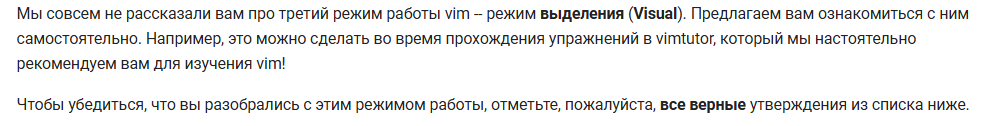 Мы совсем не рассказали вам про третий режим работы vim -- режим выделения (Visual). Предлагаем вам ознакомиться с ним
самостоятельно. Например, это можно сделать во время прохождения упражнений в vimtutor, который мы настоятельно
рекомендуем вам для изучения vim!
Чтобы убедиться, что вы разобрались с этим режимом работы, отметьте, пожалуйста, все верные утверждения из списка ниже.